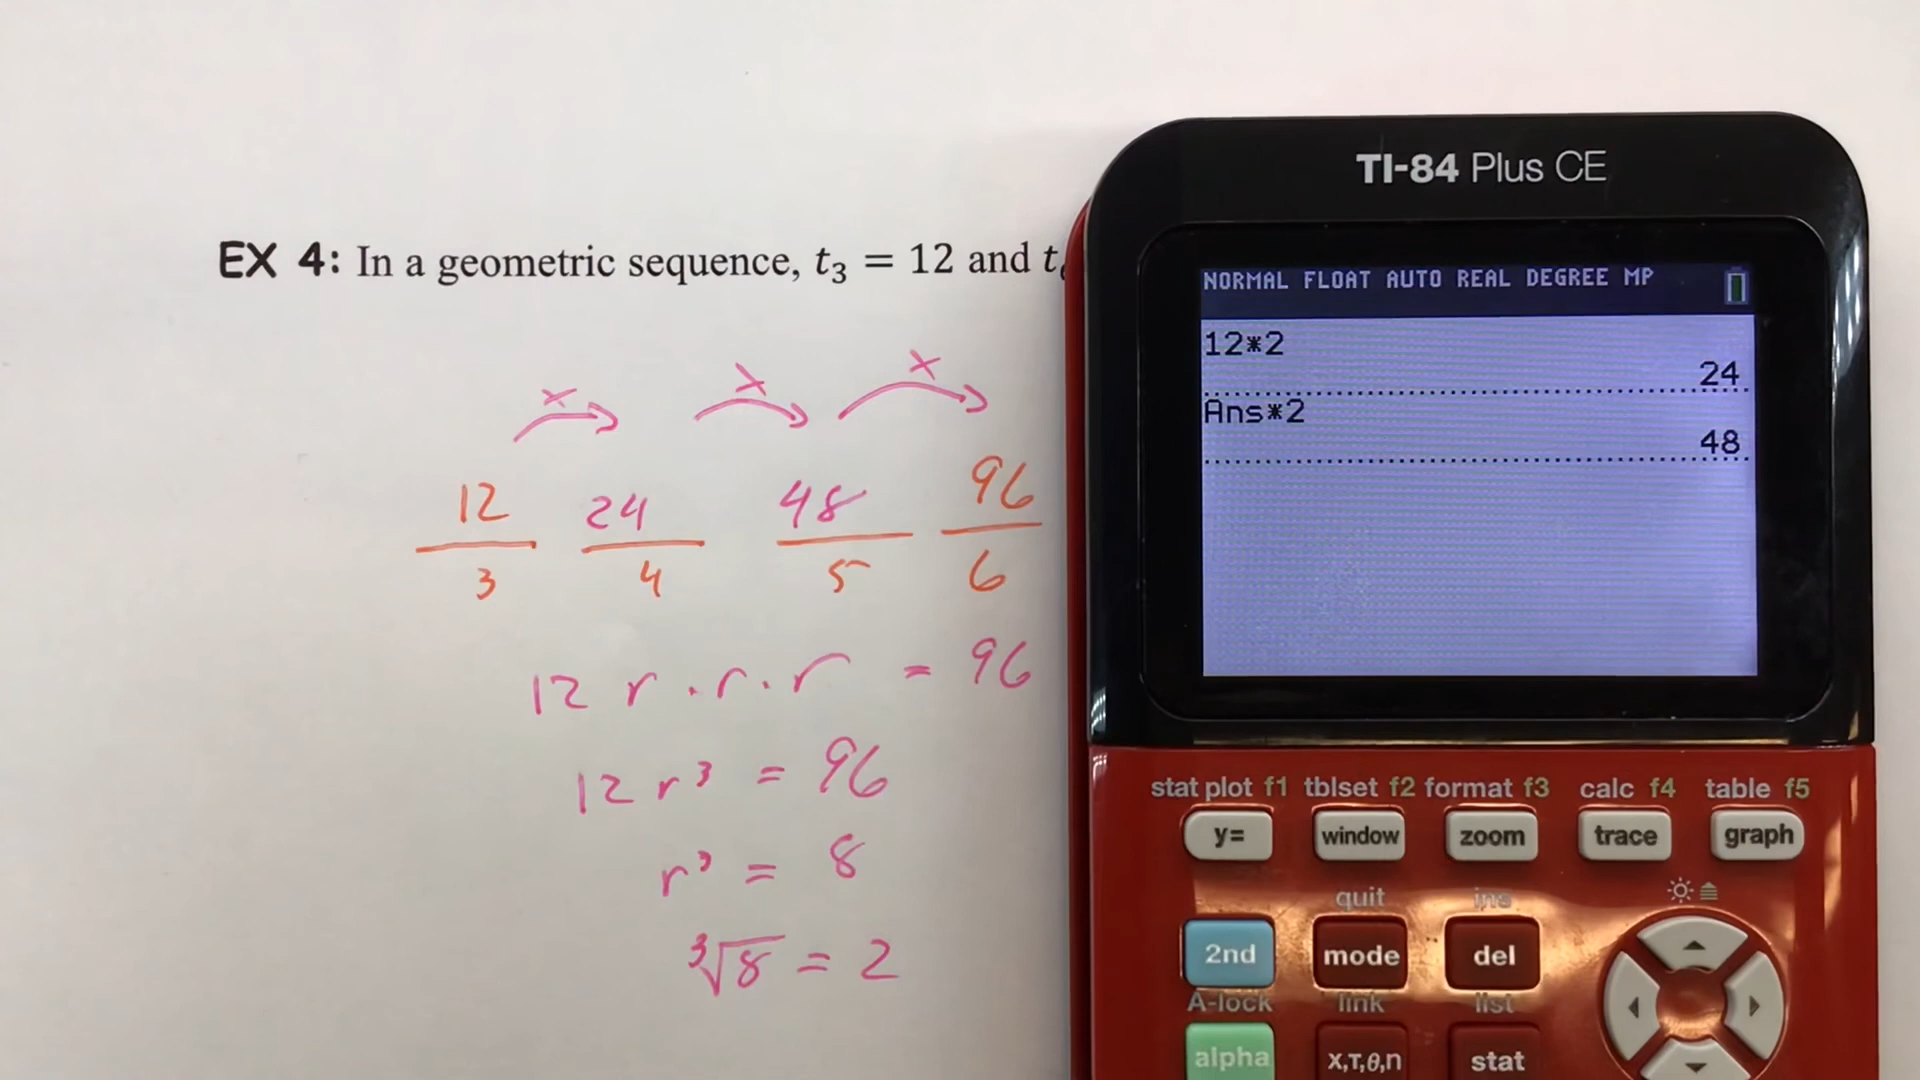 EX 4: In a geometric sequence, t₃ = 12 and t
x x x
12 24 48 96
3 4 5 6
12 r · r · r = 96
12 r³ = 96
r³ = 8
³√8 = 2
TI-84 Plus CE
NORMAL FLOAT AUTO REAL DEGREE MP
12*2
24
Ans*2
48
stat plot f1 tblset f2 format f3 calc f4 table f5
y= window zoom trace graph
quit ins
2nd mode del
A-lock link list
alpha X,T,θ,n stat